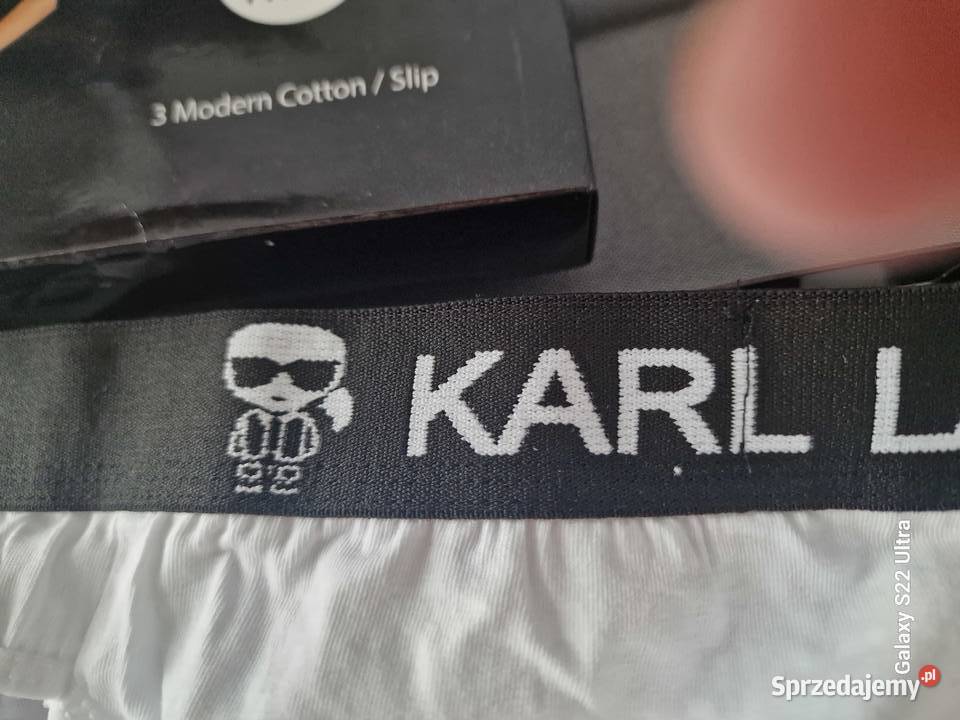 3 Modern Cotton / Slip
KARL L
Galaxy S22 Ultra
Sprzedajemy.pl